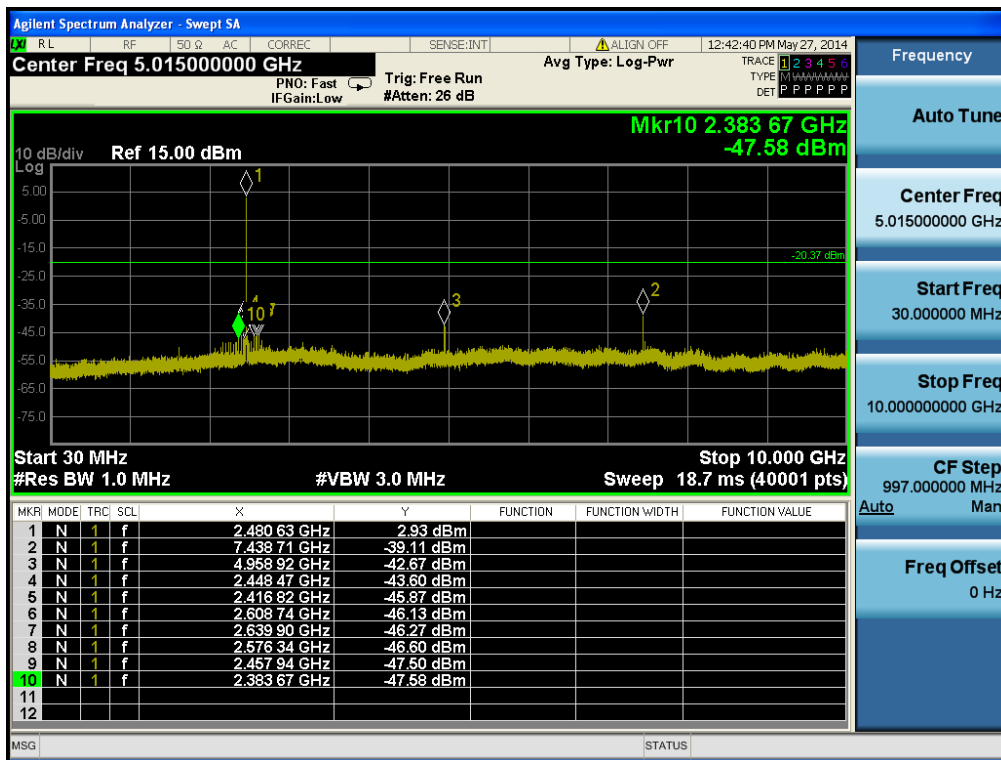 Agilent Spectrum Analyzer - Swept SA
LXI RL RF 50 Ω AC CORREC SENSE:INT ALIGN OFF 12:42:40 PM May 27, 2014
Center Freq 5.015000000 GHz
PNO: Fast
IFGain:Low
Trig: Free Run
#Atten: 26 dB
Avg Type: Log-Pwr
TRACE 1 2 3 4 5 6
TYPE M WWWWW
DET P P P P P P
Mkr10 2.383 67 GHz
-47.58 dBm
10 dB/div Ref 15.00 dBm
Log
5.00
-5.00
-15.0
-25.0
-35.0
-45.0
-55.0
-65.0
-75.0
-20.37 dBm
1
2
3
4
10 7
Start 30 MHz Stop 10.000 GHz
#Res BW 1.0 MHz #VBW 3.0 MHz Sweep 18.7 ms (40001 pts)
MKR MODE TRC SCL X Y FUNCTION FUNCTION WIDTH FUNCTION VALUE
1 N 1 f 2.480 63 GHz 2.93 dBm
2 N 1 f 7.438 71 GHz -39.11 dBm
3 N 1 f 4.958 92 GHz -42.67 dBm
4 N 1 f 2.448 47 GHz -43.60 dBm
5 N 1 f 2.416 82 GHz -45.87 dBm
6 N 1 f 2.608 74 GHz -46.13 dBm
7 N 1 f 2.639 90 GHz -46.27 dBm
8 N 1 f 2.576 34 GHz -46.60 dBm
9 N 1 f 2.457 94 GHz -47.50 dBm
10 N 1 f 2.383 67 GHz -47.58 dBm
11
12
MSG STATUS
Frequency
Auto Tune
Center Freq
5.015000000 GHz
Start Freq
30.000000 MHz
Stop Freq
10.000000000 GHz
CF Step
997.000000 MHz
Auto Man
Freq Offset
0 Hz